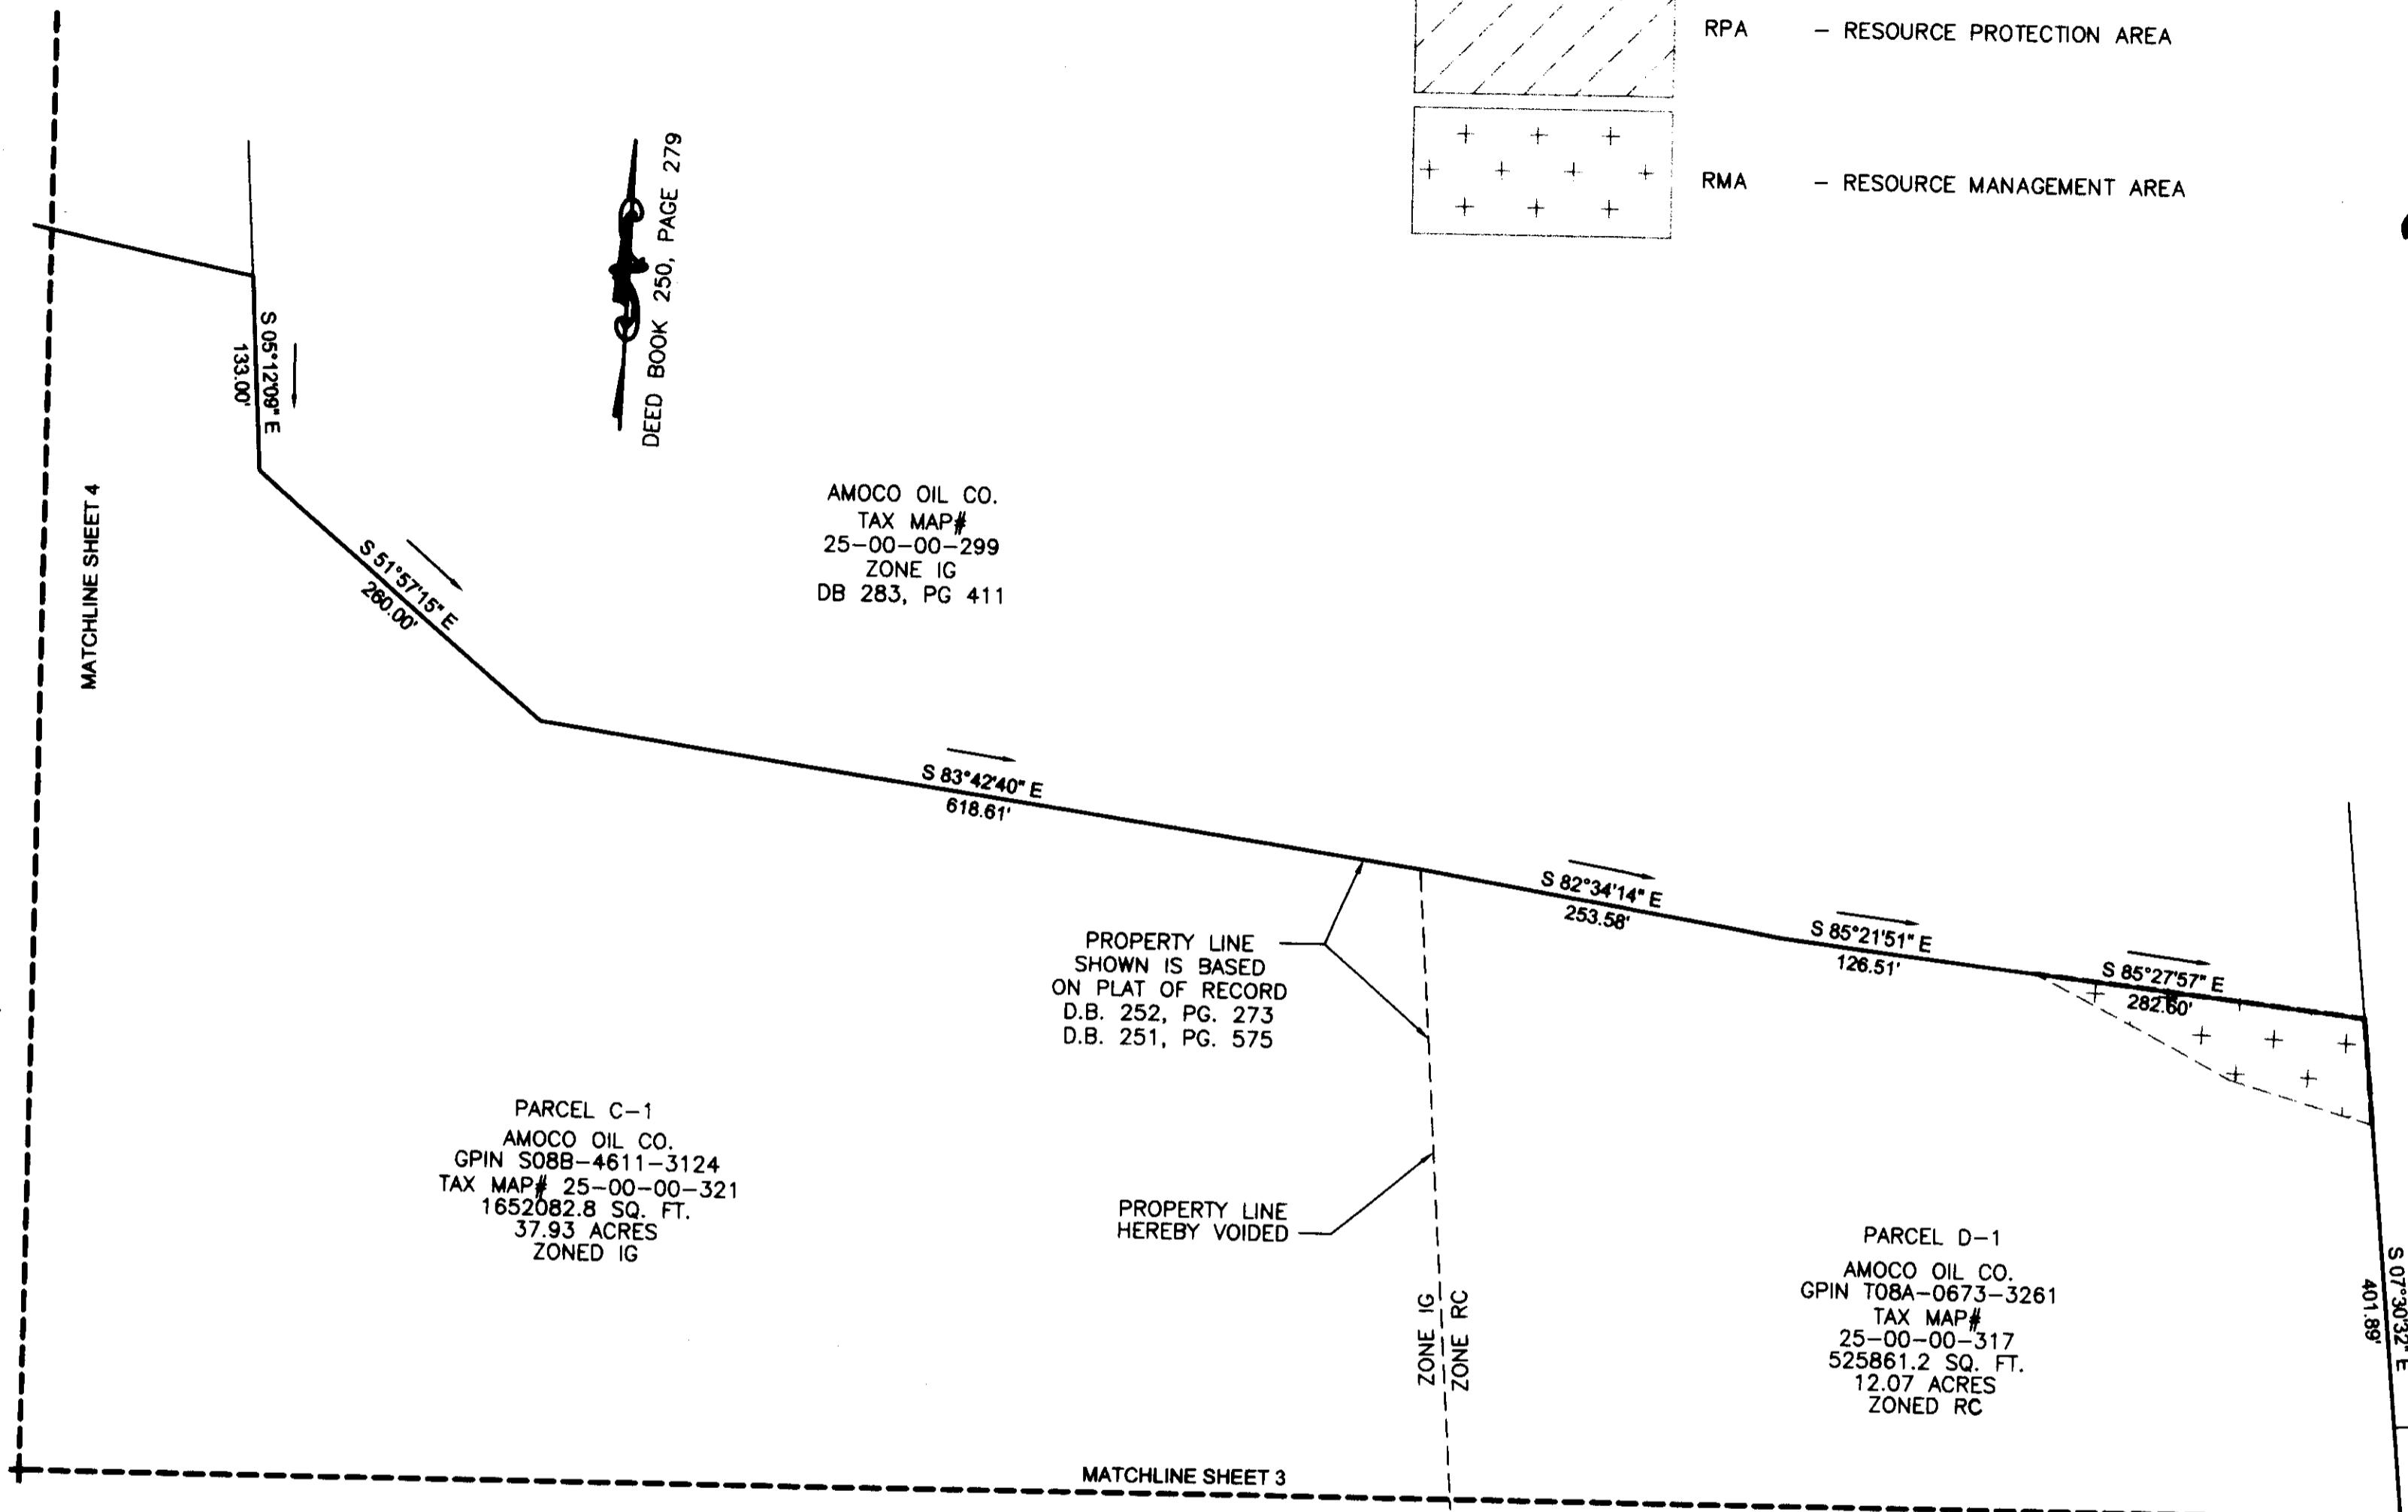 RPA – RESOURCE PROTECTION AREA
RMA – RESOURCE MANAGEMENT AREA
DEED BOOK 250, PAGE 279
S 05°12'09" E
133.00'
MATCHLINE SHEET 4
AMOCO OIL CO.
TAX MAP#
25-00-00-299
ZONE IG
DB 283, PG 411
S 51°57'15" E
260.00'
S 83°42'40" E
618.61'
S 82°34'14" E
253.58'
S 85°21'51" E
126.51'
S 85°27'57" E
282.60'
PROPERTY LINE
SHOWN IS BASED
ON PLAT OF RECORD
D.B. 252, PG. 273
D.B. 251, PG. 575
PARCEL C-1
AMOCO OIL CO.
GPIN S08B-4611-3124
TAX MAP# 25-00-00-321
1652082.8 SQ. FT.
37.93 ACRES
ZONED IG
PROPERTY LINE
HEREBY VOIDED
ZONE IG
ZONE RC
PARCEL D-1
AMOCO OIL CO.
GPIN T08A-0673-3261
TAX MAP#
25-00-00-317
525861.2 SQ. FT.
12.07 ACRES
ZONED RC
S 07°30'32" E
401.89'
MATCHLINE SHEET 3